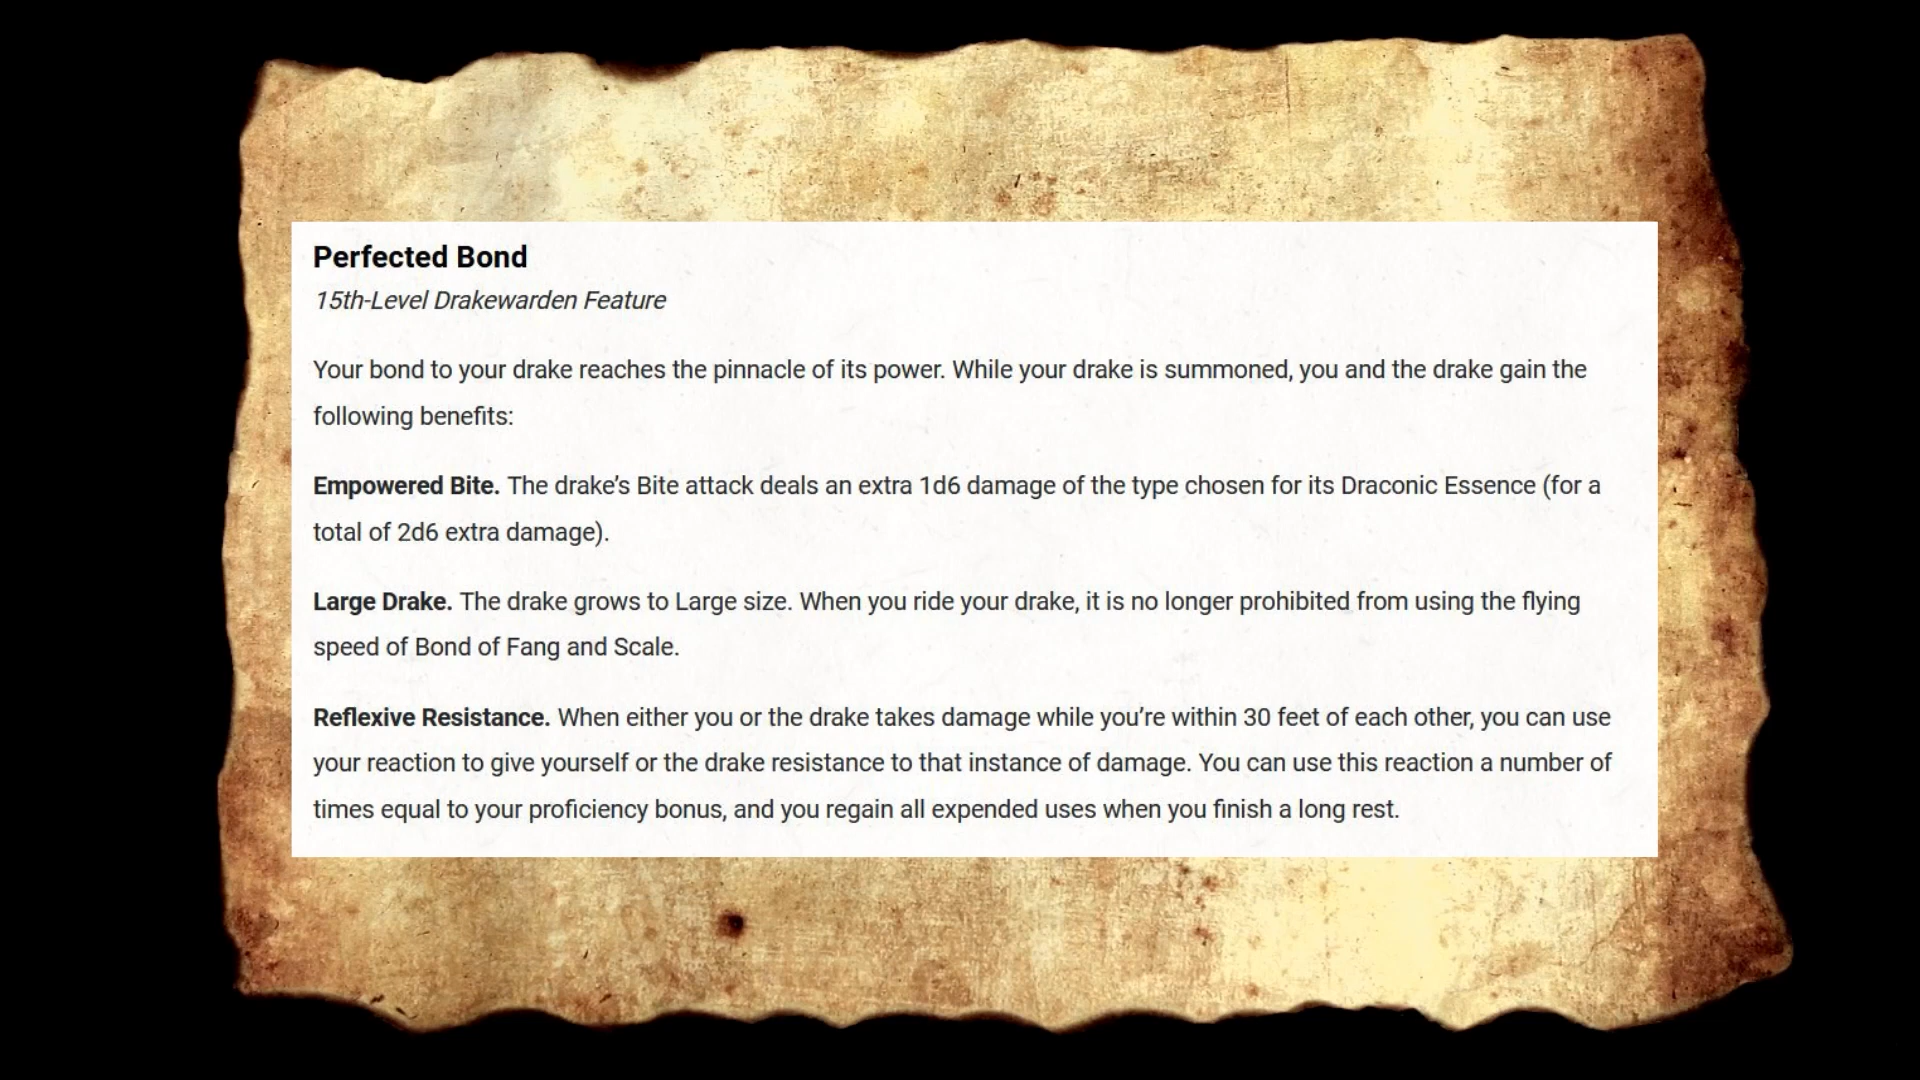 Perfected Bond
15th-Level Drakewarden Feature
Your bond to your drake reaches the pinnacle of its power. While your drake is summoned, you and the drake gain the
following benefits:
Empowered Bite. The drake’s Bite attack deals an extra 1d6 damage of the type chosen for its Draconic Essence (for a
total of 2d6 extra damage).
Large Drake. The drake grows to Large size. When you ride your drake, it is no longer prohibited from using the flying
speed of Bond of Fang and Scale.
Reflexive Resistance. When either you or the drake takes damage while you’re within 30 feet of each other, you can use
your reaction to give yourself or the drake resistance to that instance of damage. You can use this reaction a number of
times equal to your proficiency bonus, and you regain all expended uses when you finish a long rest.